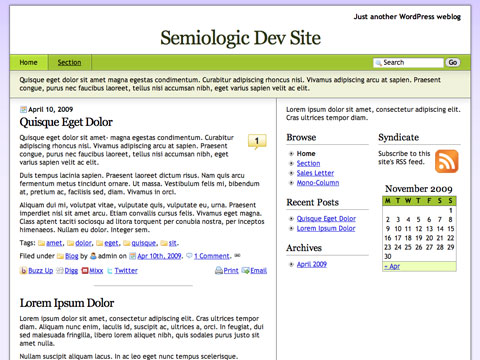 Just another WordPress weblog
Semiologic Dev Site
Home Section Search Go
Quisque eget dolor sit amet magna egestas condimentum. Curabitur adipiscing rhoncus nisl. Vivamus adipiscing arcu at sapien. Praesent
congue, purus nec faucibus laoreet, tellus nisi accumsan nibh, eget varius sapien velit ac elit.
April 10, 2009
Quisque Eget Dolor
Quisque eget dolor sit amet- magna egestas condimentum. Curabitur
adipiscing rhoncus nisl. Vivamus adipiscing arcu at sapien. Praesent
congue, purus nec faucibus laoreet, tellus nisi accumsan nibh, eget
varius sapien velit ac elit.
1
Duis tempus lacinia sapien. Praesent laoreet dictum risus. Nam quis arcu
fermentum metus tincidunt ornare. Ut massa. Vestibulum felis mi, bibendum
at, pretium ac, facilisis sed, diam. Vivamus in orci.
Aliquam dui mi, volutpat vitae, vulputate quis, vulputate eu, urna. Praesent
imperdiet nisi sit amet arcu. Etiam convallis cursus felis. Vivamus eget magna.
Class aptent taciti sociosqu ad litora torquent per conubia nostra, per inceptos
himenaeos. Nullam eu dolor. Integer sem.
Tags: amet, dolor, eget, quisque, sit.
Filed under Blog by admin on Apr 10th, 2009. 1 Comment.
Buzz Up Digg Mixx Twitter Print Email
Lorem Ipsum Dolor
Lorem ipsum dolor sit amet, consectetur adipiscing elit. Cras ultrices tempor
diam. Aliquam nunc enim, iaculis id, suscipit ac, ultrices a, orci. In feugiat, dui
sed malesuada fringilla, libero lorem aliquet nibh, quis sodales purus justo sit
amet nulla.
Nullam suscipit aliquam lacus. In ac eget nunc tempus scelerisque.
Lorem ipsum dolor sit amet, consectetur adipiscing elit.
Cras ultrices tempor diam.
Browse
Home
Section
Sales Letter
Mono-Column
Recent Posts
Quisque Eget Dolor
Lorem Ipsum Dolor
Archives
April 2009
Syndicate
Subscribe to this
site's RSS feed.
November 2009
M T W T F S S
1
2 3 4 5 6 7 8
9 10 11 12 13 14 15
16 17 18 19 20 21 22
23 24 25 26 27 28 29
30
« Apr